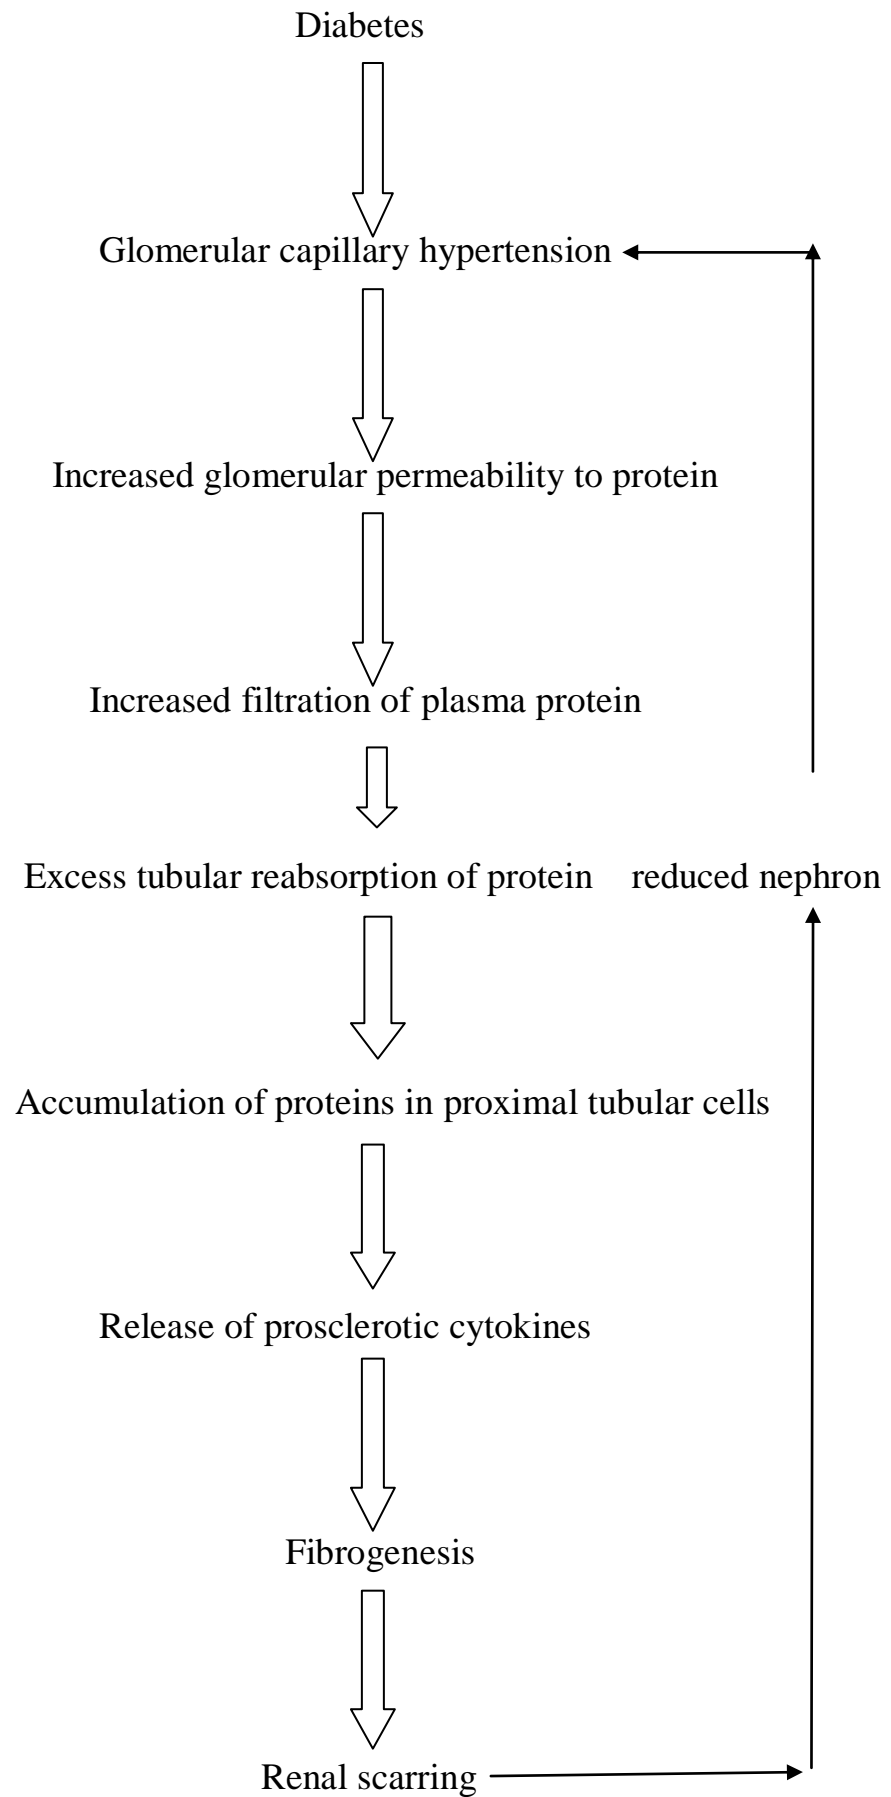 Diabetes
Glomerular capillary hypertension
Increased glomerular permeability to protein
Increased filtration of plasma protein
Excess tubular reabsorption of protein reduced nephron
Accumulation of proteins in proximal tubular cells
Release of prosclerotic cytokines
Fibrogenesis
Renal scarring